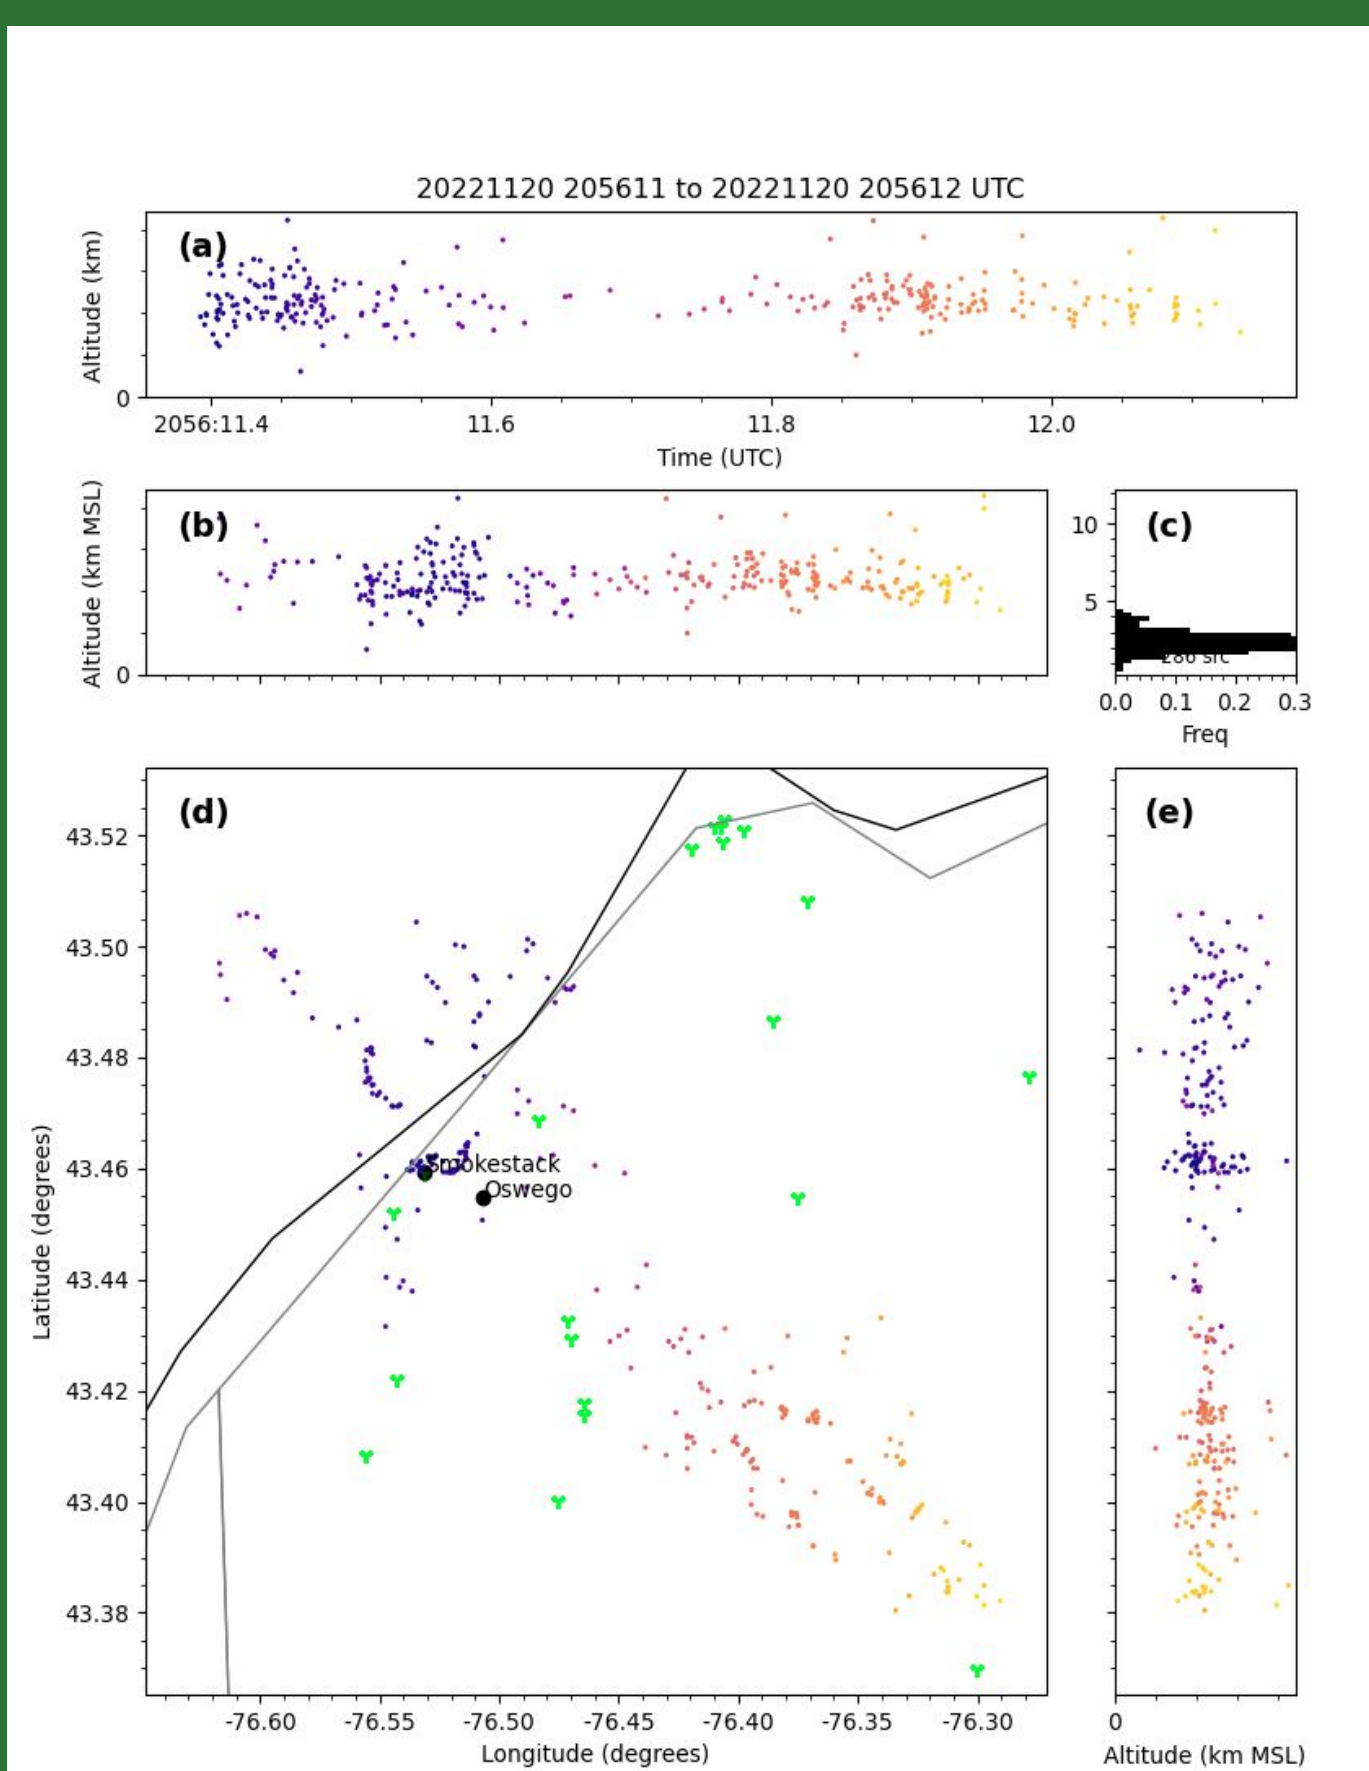 20221120 205611 to 20221120 205612 UTC
(a)
Altitude (km)
0
2056:11.4 11.6 11.8 12.0
Time (UTC)
(b)
Altitude (km MSL)
0
(c)
10
5
286 src
0.0 0.1 0.2 0.3
Freq
(d)
43.52
43.50
43.48
43.46
43.44
43.42
43.40
43.38
Latitude (degrees)
Smokestack
Oswego
-76.60 -76.55 -76.50 -76.45 -76.40 -76.35 -76.30
Longitude (degrees)
(e)
0
Altitude (km MSL)